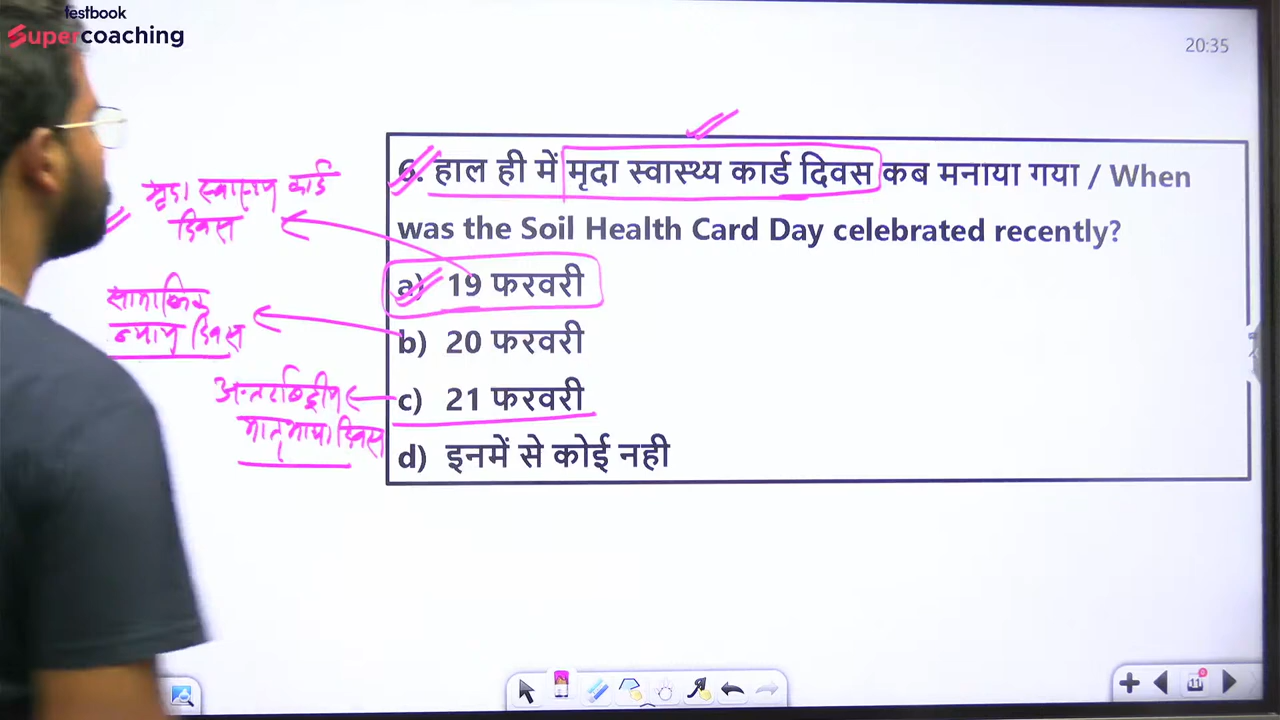 testbook
Supercoaching
20:35
6. हाल ही में मृदा स्वास्थ्य कार्ड दिवस कब मनाया गया / When
was the Soil Health Card Day celebrated recently?
a) 19 फरवरी
b) 20 फरवरी
c) 21 फरवरी
d) इनमें से कोई नही
मृदा स्वास्थ्य कार्ड
दिवस
सामाजिक
न्याय दिवस
अन्तर्राष्ट्रीय
मातृभाषा दिवस
11